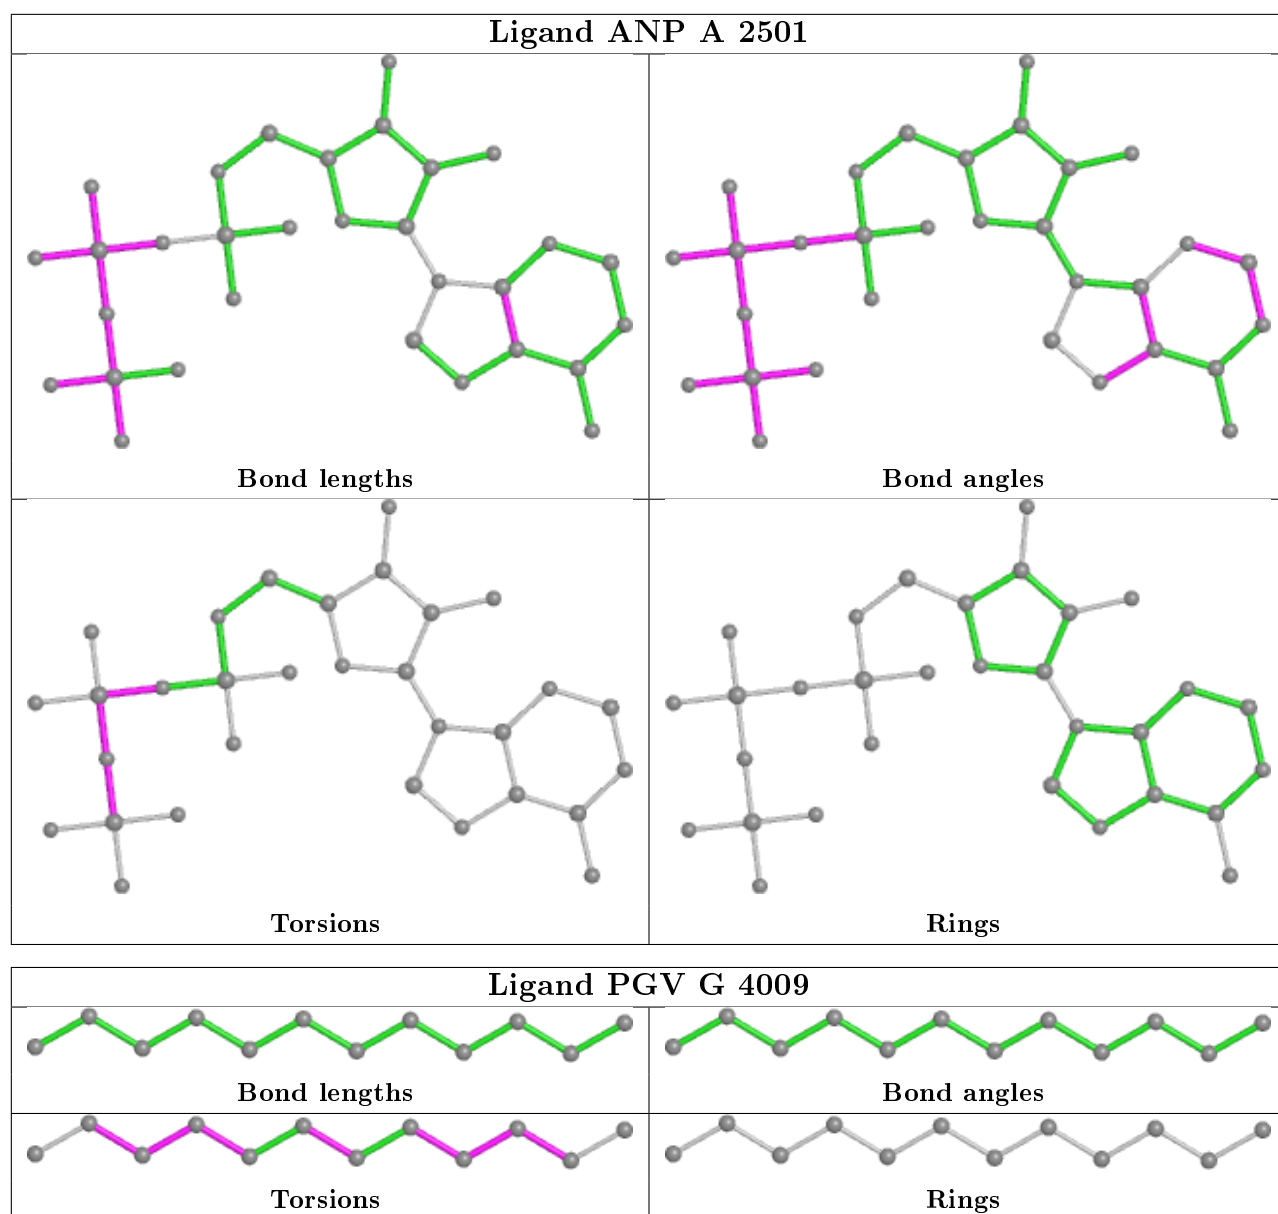 Ligand ANP A 2501
Bond lengths
Bond angles
Torsions
Rings
Ligand PGV G 4009
Bond lengths
Bond angles
Torsions
Rings